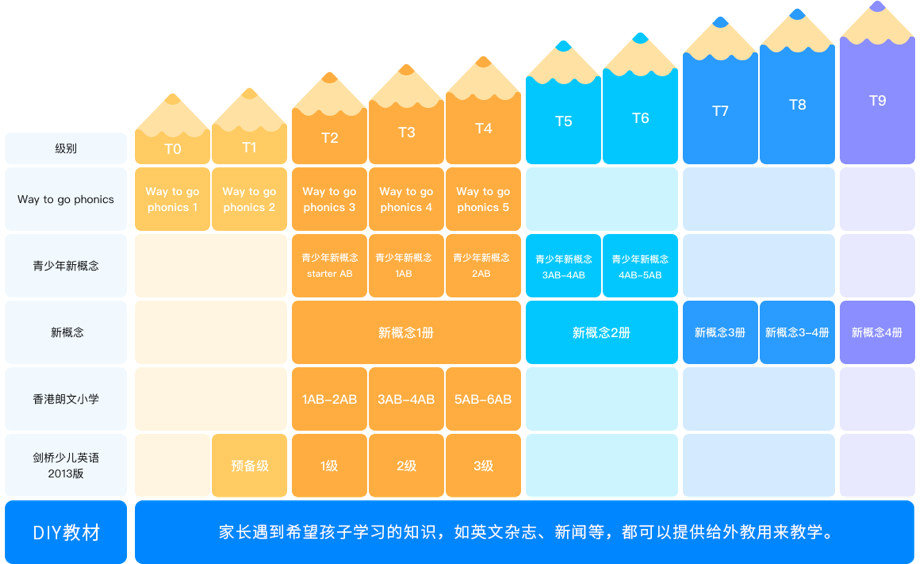 级别
T0
T1
T2
T3
T4
T5
T6
T7
T8
T9
Way to go phonics
Way to go
phonics 1
Way to go
phonics 2
Way to go
phonics 3
Way to go
phonics 4
Way to go
phonics 5
青少年新概念
青少年新概念
starter AB
青少年新概念
1AB
青少年新概念
2AB
青少年新概念
3AB-4AB
青少年新概念
4AB-5AB
新概念
新概念1册
新概念2册
新概念3册
新概念3-4册
新概念4册
香港朗文小学
1AB-2AB
3AB-4AB
5AB-6AB
剑桥少儿英语
2013版
预备级
1级
2级
3级
DIY教材
家长遇到希望孩子学习的知识，如英文杂志、新闻等，都可以提供给外教用来教学。